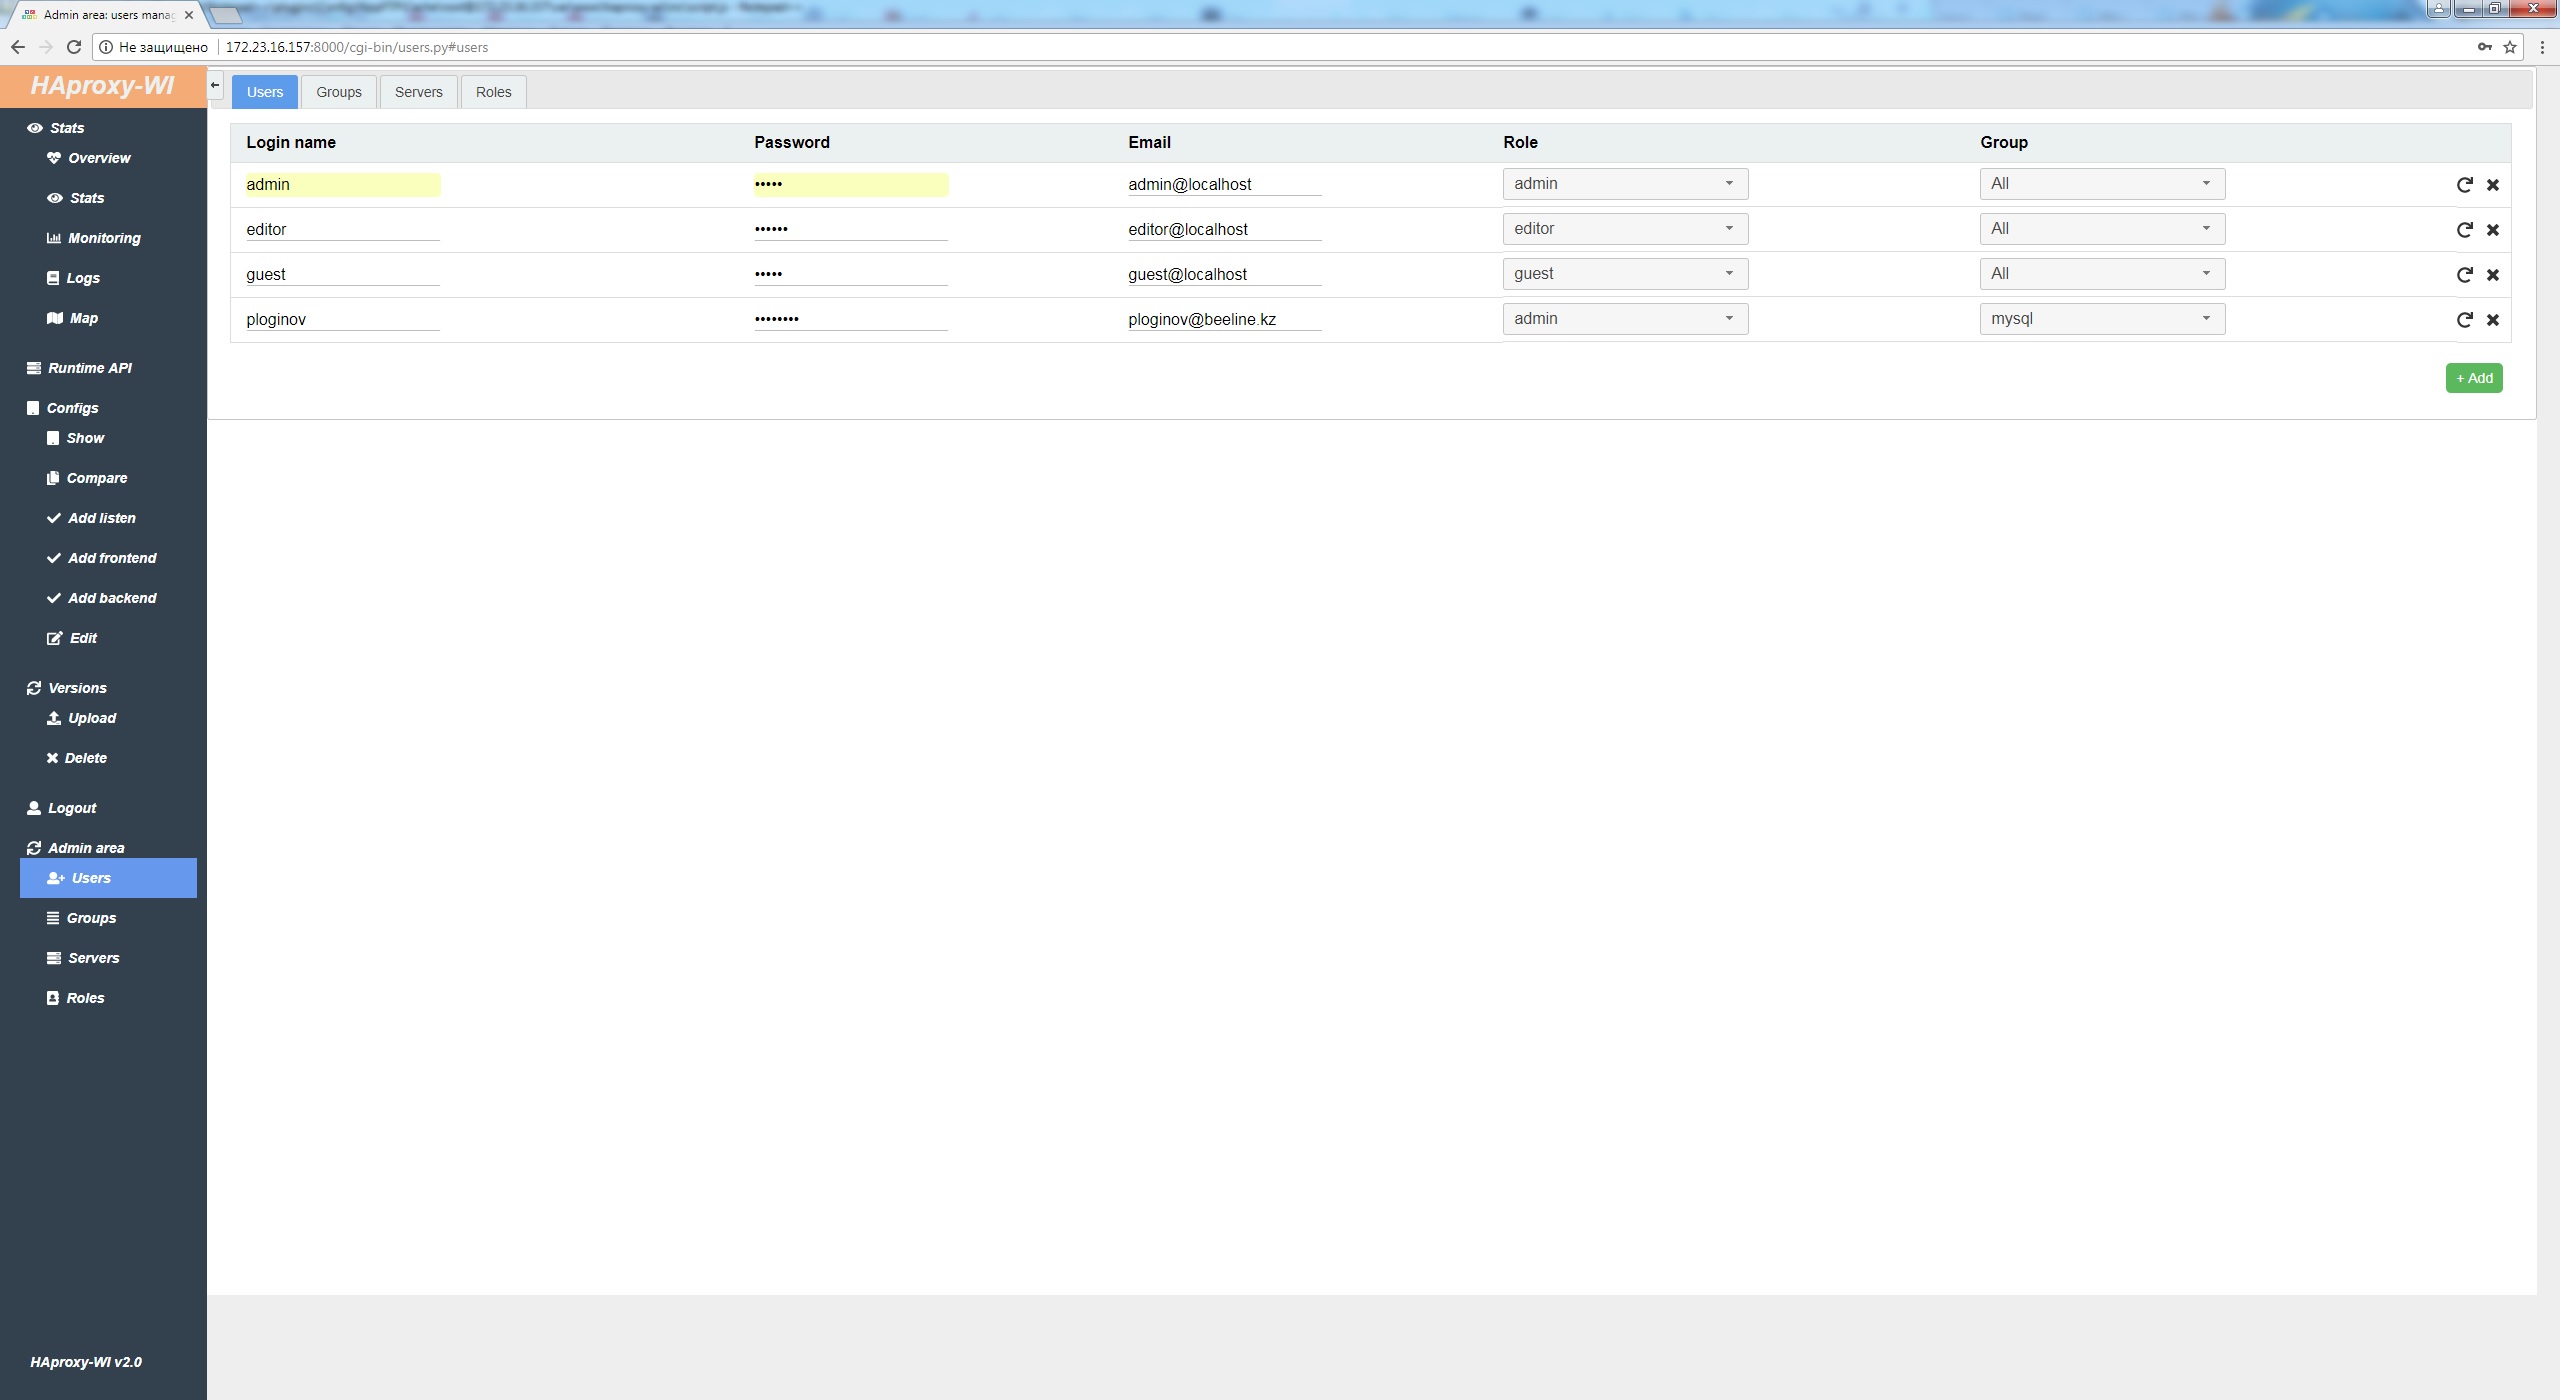 Admin area: users manag
Не защищено 172.23.16.157:8000/cgi-bin/users.py#users
HAproxy-WI
Users Groups Servers Roles
Stats
Overview
Stats
Monitoring
Logs
Map
Runtime API
Configs
Show
Compare
Add listen
Add frontend
Add backend
Edit
Versions
Upload
Delete
Logout
Admin area
Users
Groups
Servers
Roles
HAproxy-WI v2.0
Login name Password Email Role Group
admin ••••• admin@localhost admin All
editor •••••• editor@localhost editor All
guest ••••• guest@localhost guest All
ploginov •••••••• ploginov@beeline.kz admin mysql
+ Add